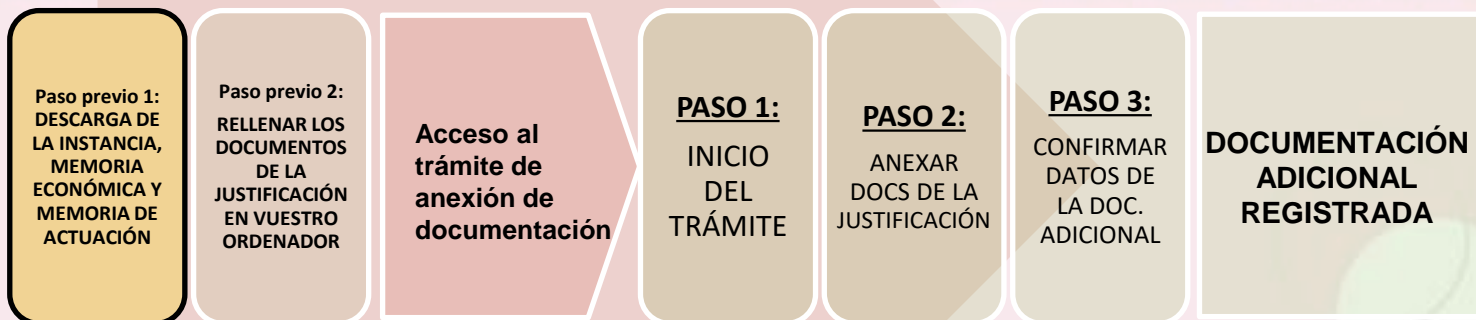 Paso previo 1:
DESCARGA DE
LA INSTANCIA,
MEMORIA
ECONÓMICA Y
MEMORIA DE
ACTUACIÓN
Paso previo 2:
RELLENAR LOS
DOCUMENTOS
DE LA
JUSTIFICACIÓN
EN VUESTRO
ORDENADOR
Acceso al
trámite de
anexión de
documentación
PASO 1:
INICIO
DEL
TRÁMITE
PASO 2:
ANEXAR
DOCS DE LA
JUSTIFICACIÓN
PASO 3:
CONFIRMAR
DATOS DE
LA DOC.
ADICIONAL
DOCUMENTACIÓN
ADICIONAL
REGISTRADA